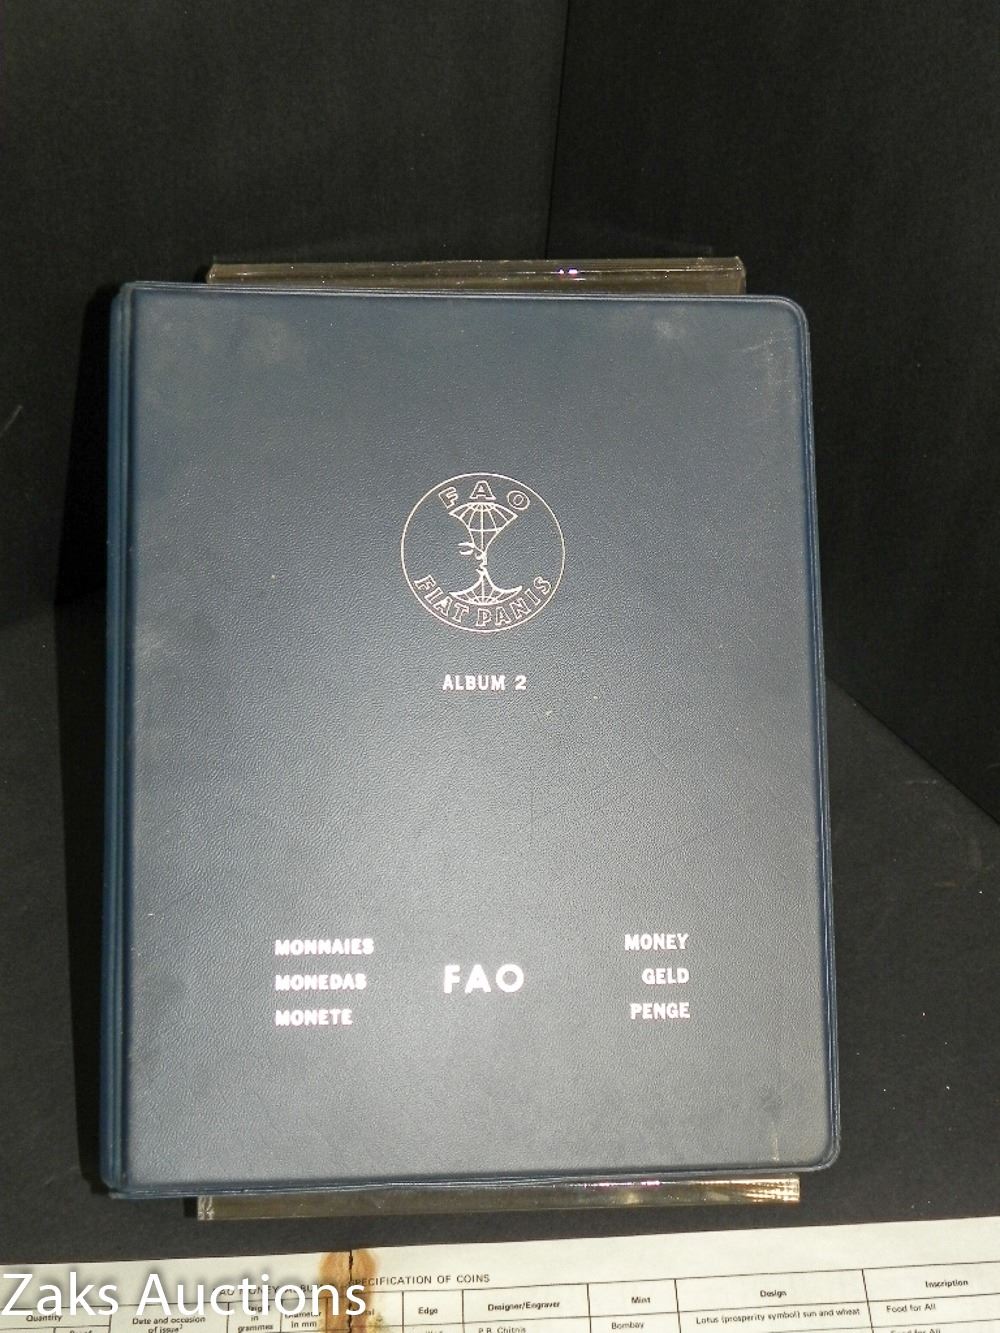 FAO
FIAT PANIS
ALBUM 2
MONNAIES
MONEDAS
MONETE
FAO
MONEY
GELD
PENGE
SPECIFICATION OF COINS
Quantity
Date and occasion
of issue
in
grammes
in mm
Edge
Designer/Engraver
Mint
Design
Inscription
P.R. Chitnis
Bombay
Lotus (prosperity symbol) sun and wheat
Food for All
Zaks Auctions